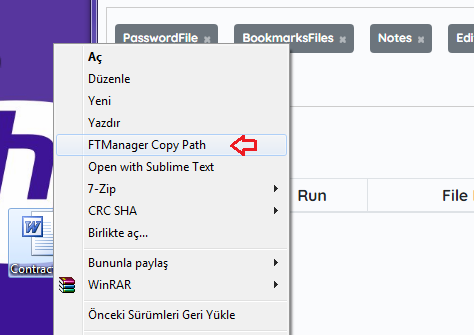 PasswordFile × BookmarksFiles × Notes × Edi
Aç
Düzenle
Yeni
Yazdır
FTManager Copy Path
Open with Sublime Text
7-Zip
CRC SHA
Birlikte aç...
Bununla paylaş
WinRAR
Önceki Sürümleri Geri Yükle
Run File
Contract